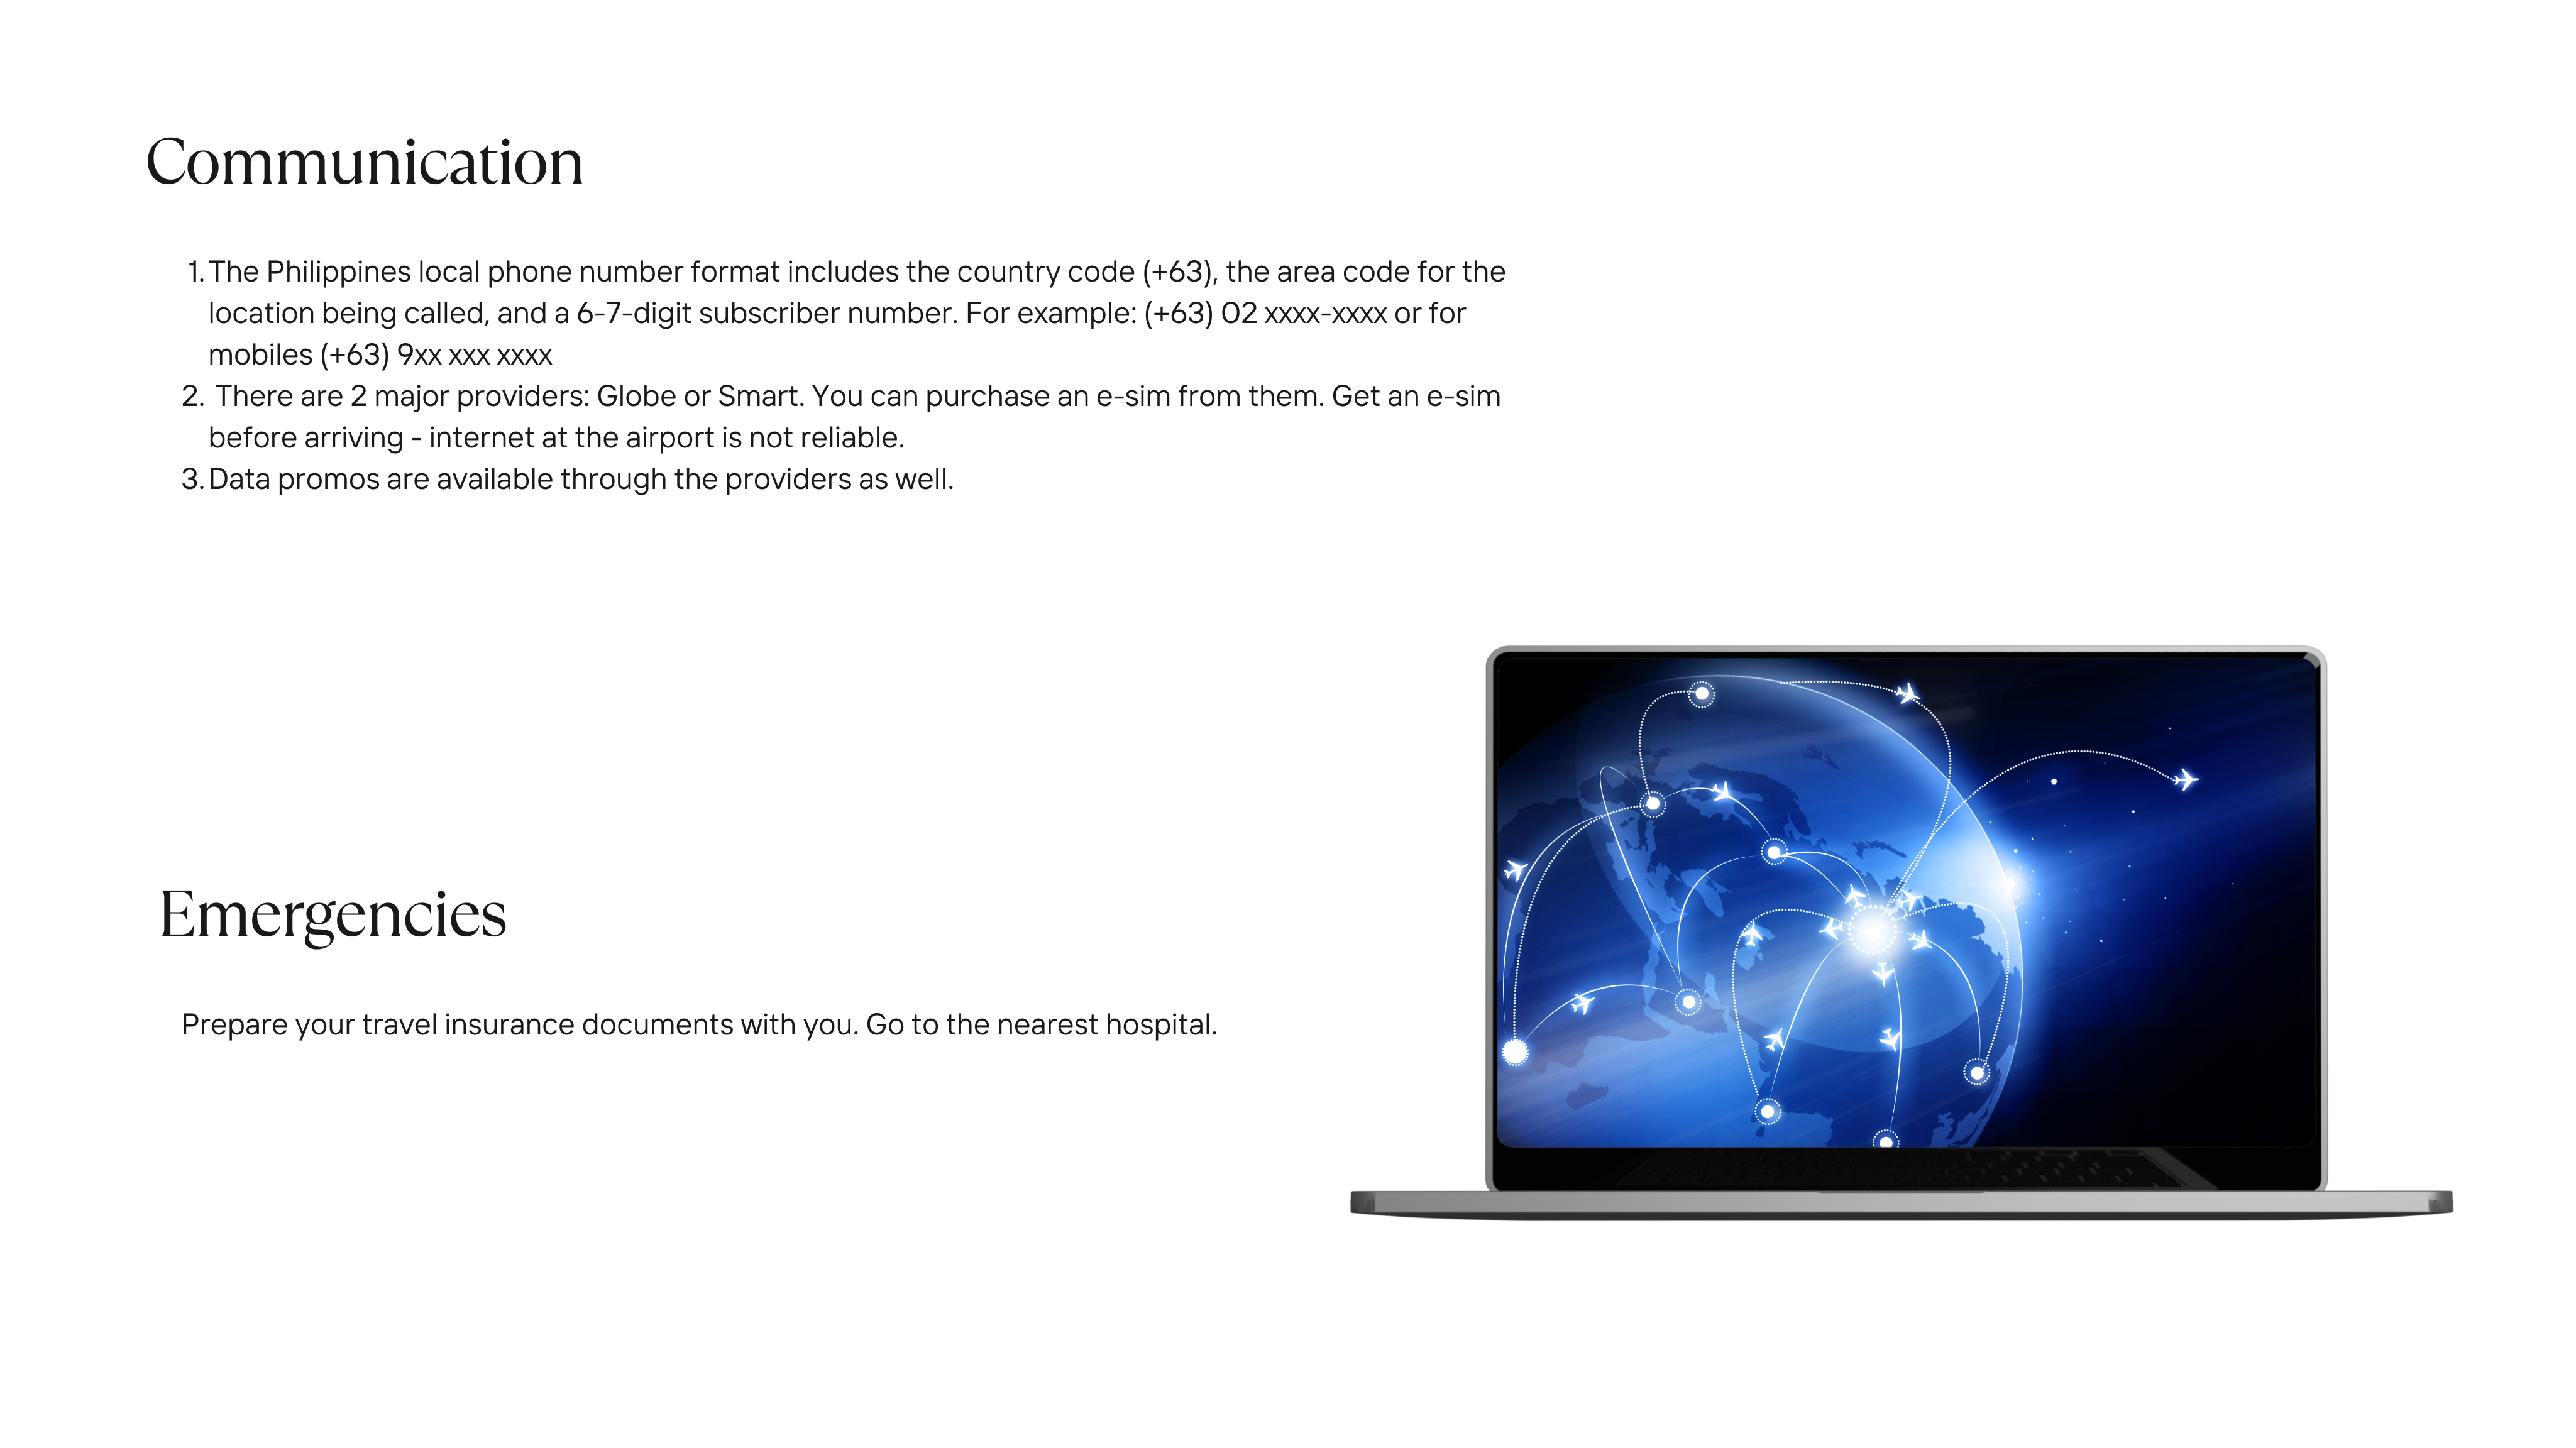 Communication
1. The Philippines local phone number format includes the country code (+63), the area code for the
location being called, and a 6-7-digit subscriber number. For example: (+63) 02 xxxx-xxxx or for
mobiles (+63) 9xx xxx xxxx
2. There are 2 major providers: Globe or Smart. You can purchase an e-sim from them. Get an e-sim
before arriving - internet at the airport is not reliable.
3. Data promos are available through the providers as well.
Emergencies
Prepare your travel insurance documents with you. Go to the nearest hospital.